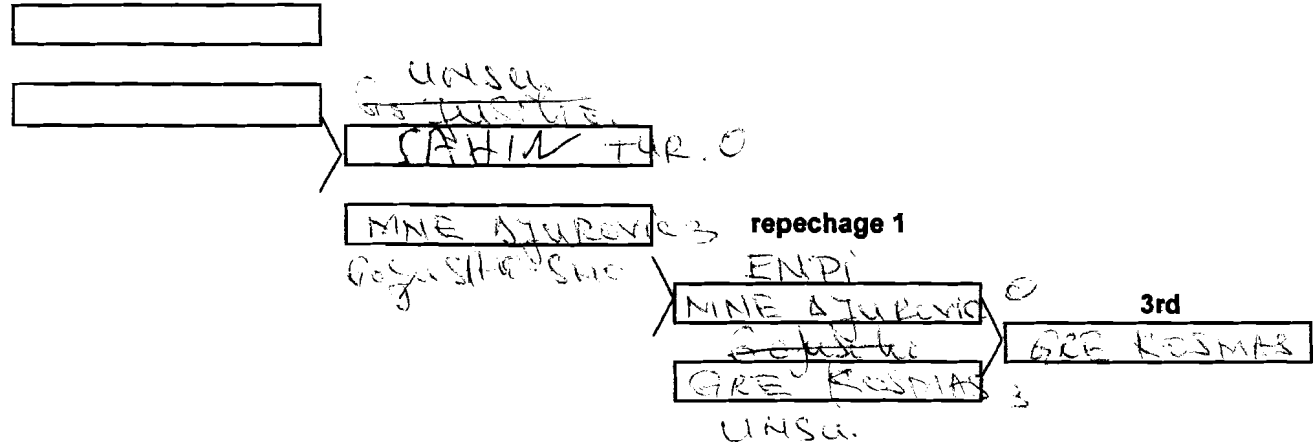 UNSU.
SAHIN TUR. 0
MNE DJUROVIC 3
repechage 1
ENPI
MNE DJUROVIC 0
3rd
GRE KOSMAS
GRE KOSMAS 3
UNSU.